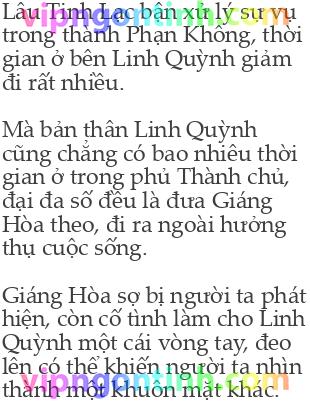 Lâu Tinh Lạc bận xử lý sự vụ
trong thành Phạn Không, thời
gian ở bên Linh Quỳnh giảm
đi rất nhiều.
Mà bản thân Linh Quỳnh
cũng chẳng có bao nhiêu thời
gian ở trong phủ Thành chủ,
đại đa số đều là đưa Giáng
Hòa theo, đi ra ngoài hưởng
thụ cuộc sống.
Giáng Hòa sợ bị người ta phát
hiện, còn cố tình làm cho Linh
Quỳnh một cái vòng tay, đeo
lên có thể khiến người ta nhìn
thành một khuôn mặt khác.
vipngontinh.com
vipngontinh.com